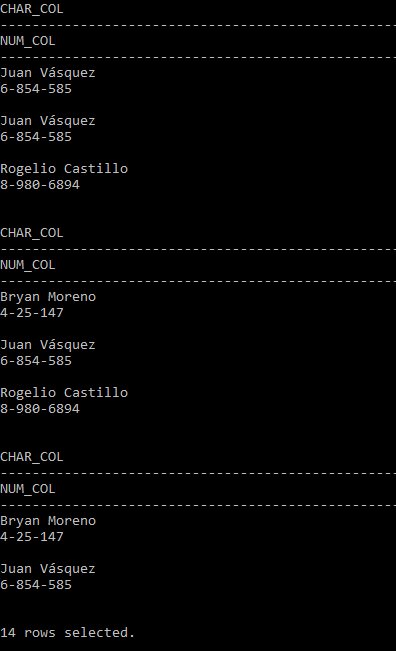 CHAR_COL
--------------------------------------------------
NUM_COL
--------------------------------------------------
Juan Vásquez
6-854-585
Juan Vásquez
6-854-585
Rogelio Castillo
8-980-6894
CHAR_COL
--------------------------------------------------
NUM_COL
--------------------------------------------------
Bryan Moreno
4-25-147
Juan Vásquez
6-854-585
Rogelio Castillo
8-980-6894
CHAR_COL
--------------------------------------------------
NUM_COL
--------------------------------------------------
Bryan Moreno
4-25-147
Juan Vásquez
6-854-585
14 rows selected.